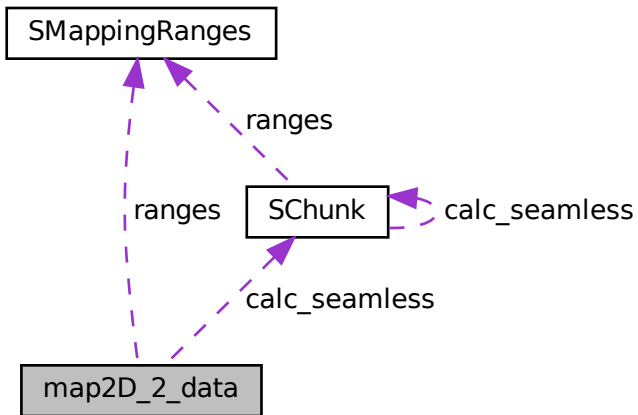 SMappingRanges
ranges
ranges
SChunk
calc_seamless
calc_seamless
map2D_2_data